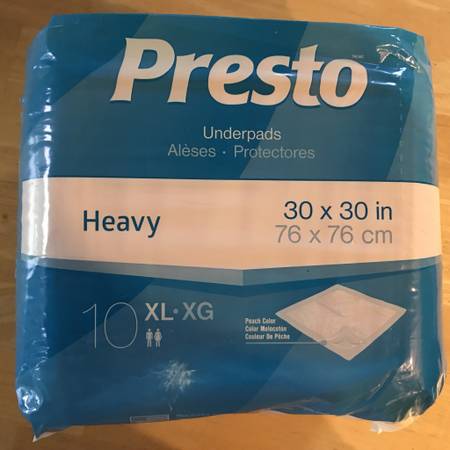 Presto
Underpads
Alèses • Protectores
Heavy
30 x 30 in
76 x 76 cm
10
XL•XG
Peach Color
Color Melocotón
Couleur De Pêche